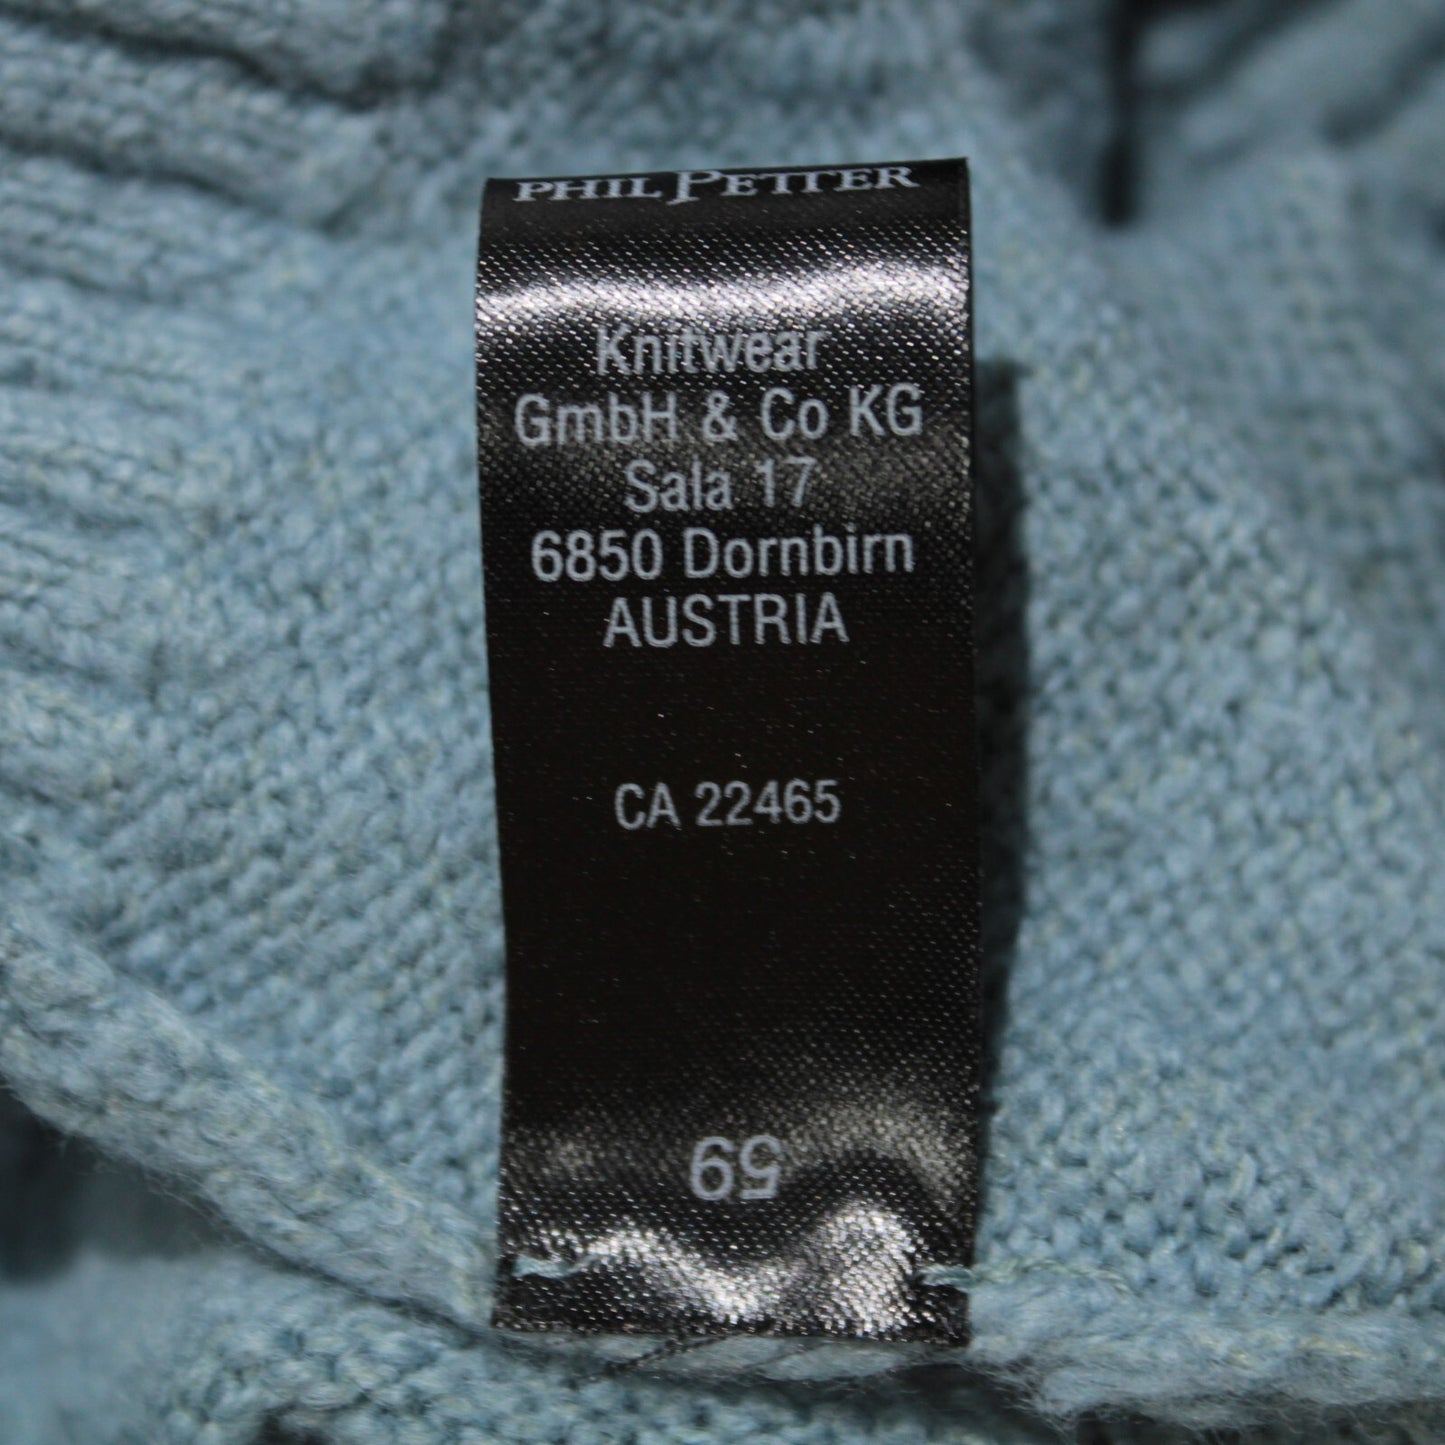 PHIL PETTER
Knitwear
GmbH & Co KG
Sala 17
6850 Dornbirn
AUSTRIA
CA 22465
59